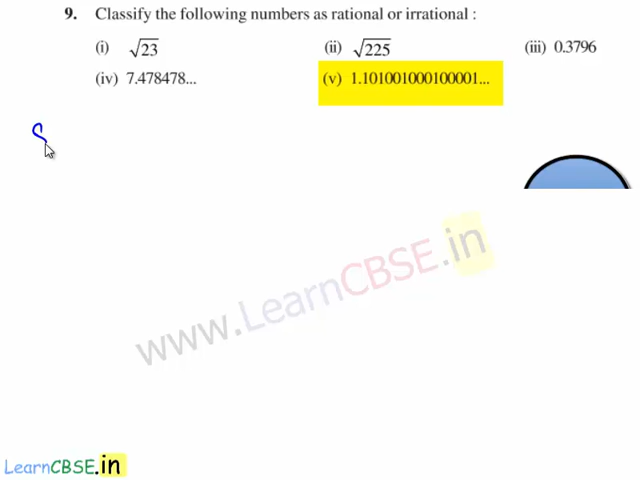 9. Classify the following numbers as rational or irrational :
(i) √23 (ii) √225 (iii) 0.3796
(iv) 7.478478... (v) 1.101001000100001...
www.LearnCBSE.in
LearnCBSE.in